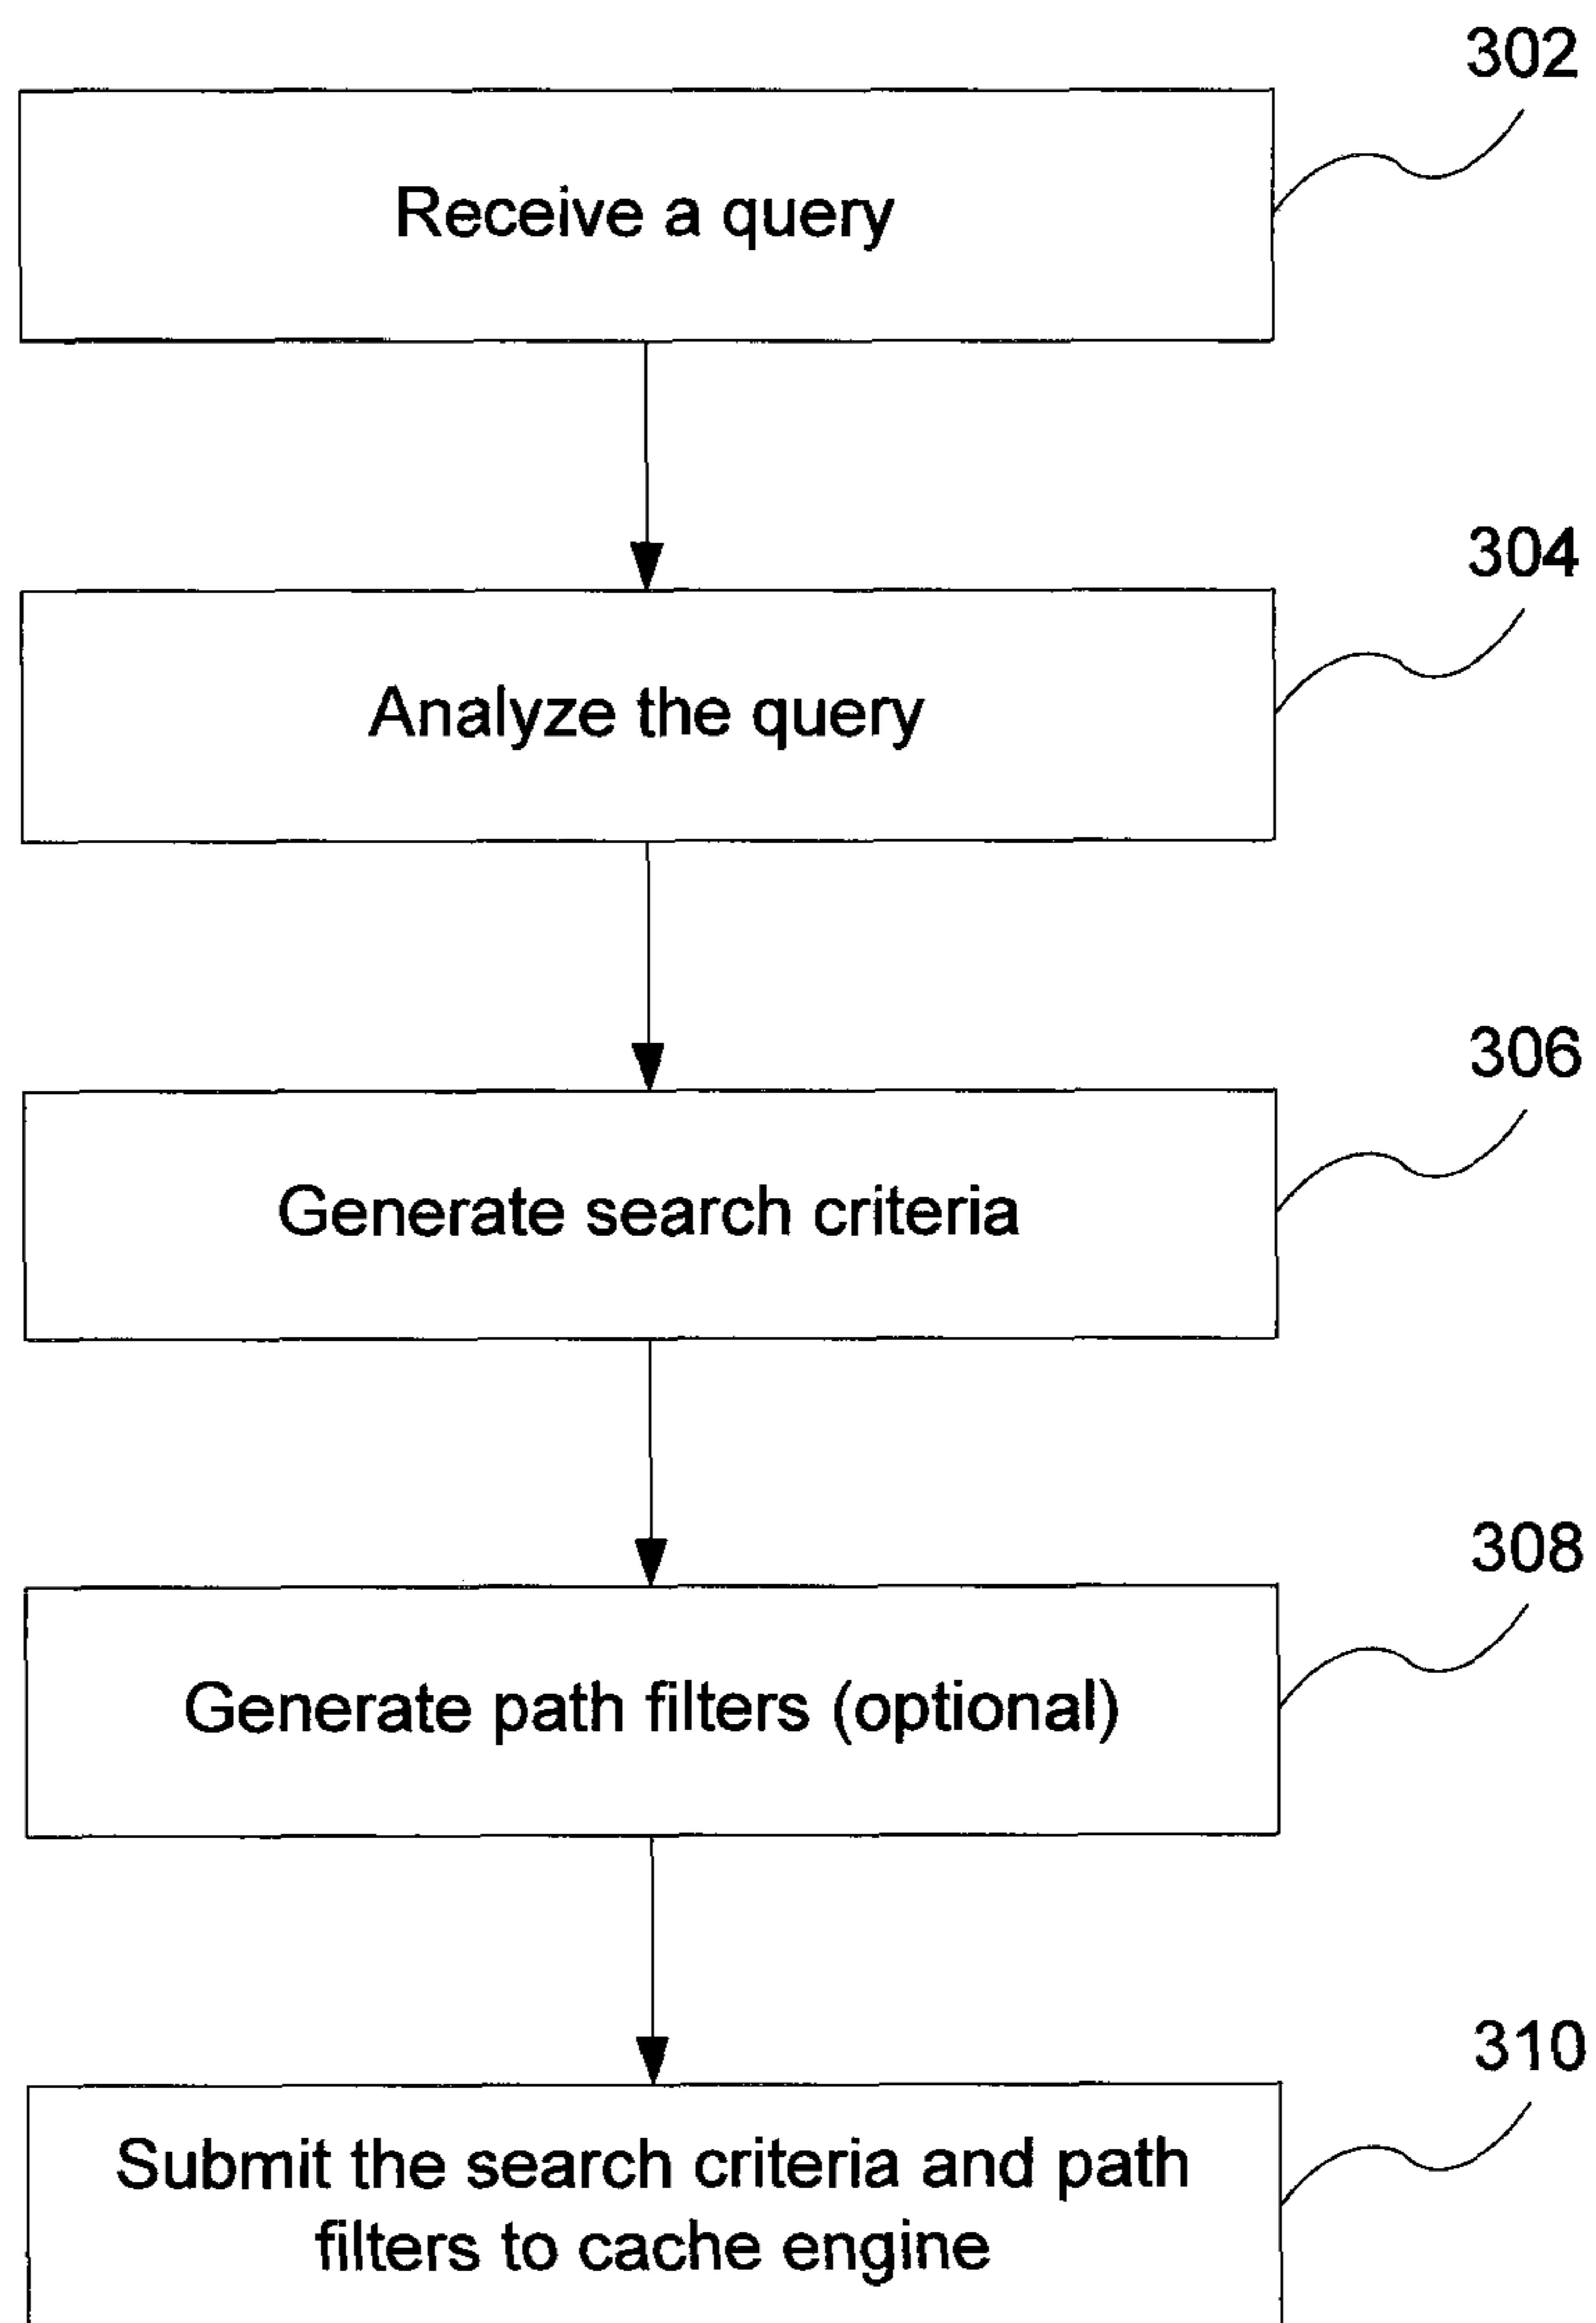 302
Receive a query
304
Analyze the query
306
Generate search criteria
308
Generate path filters (optional)
310
Submit the search criteria and path
filters to cache engine